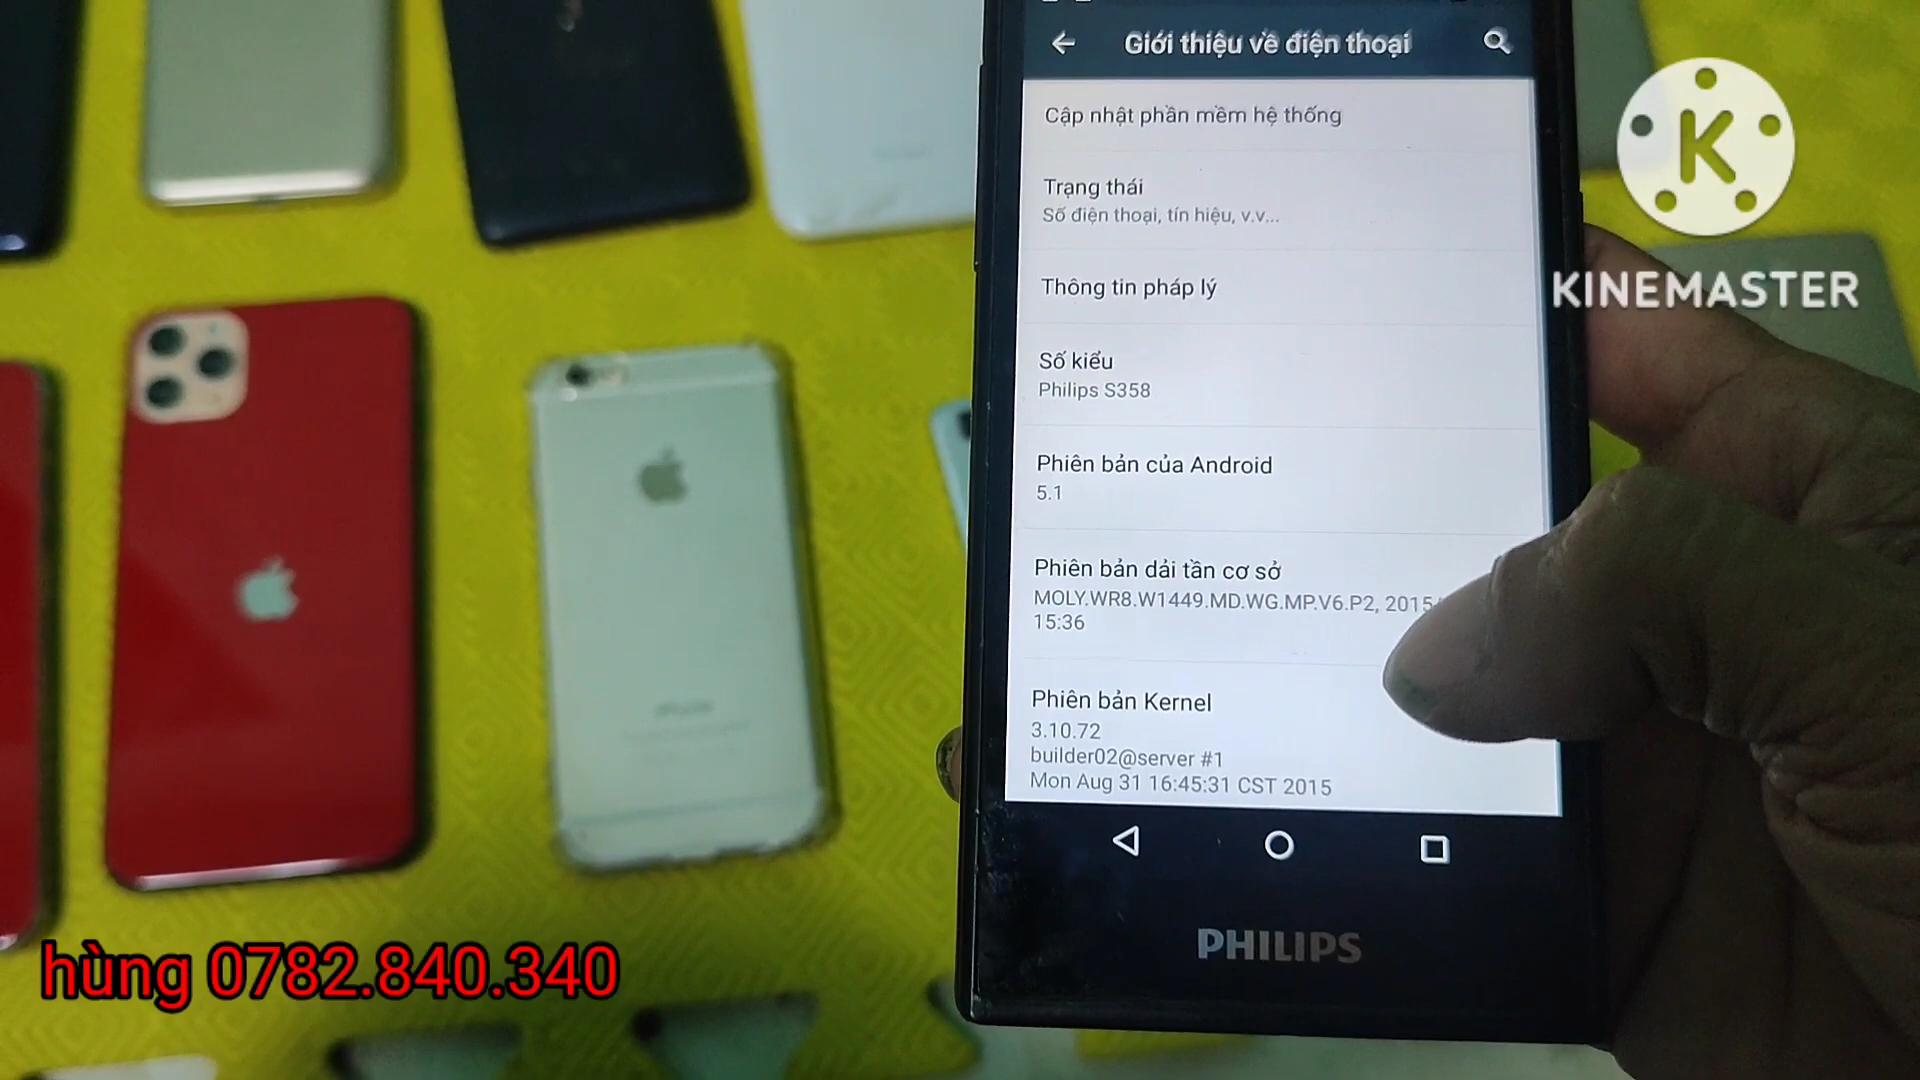 Giới thiệu về điện thoại
Cập nhật phần mềm hệ thống
Trạng thái
Số điện thoại, tín hiệu, v.v...
Thông tin pháp lý
Số kiểu
Philips S358
Phiên bản của Android
5.1
Phiên bản dải tần cơ sở
MOLY.WR8.W1449.MD.WG.MP.V6.P2, 2015
15:36
Phiên bản Kernel
3.10.72
builder02@server #1
Mon Aug 31 16:45:31 CST 2015
PHILIPS
K
KINEMASTER
iPhone
hùng 0782.840.340